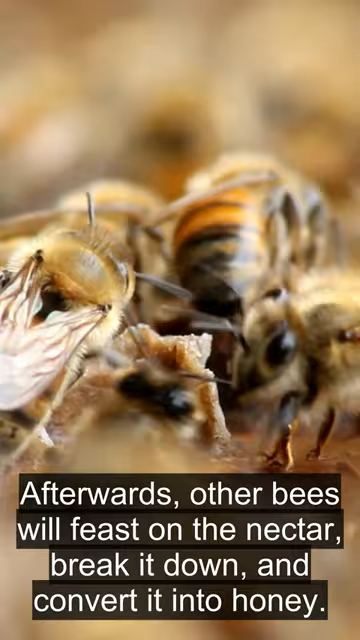 Afterwards, other bees
will feast on the nectar,
break it down, and
convert it into honey.